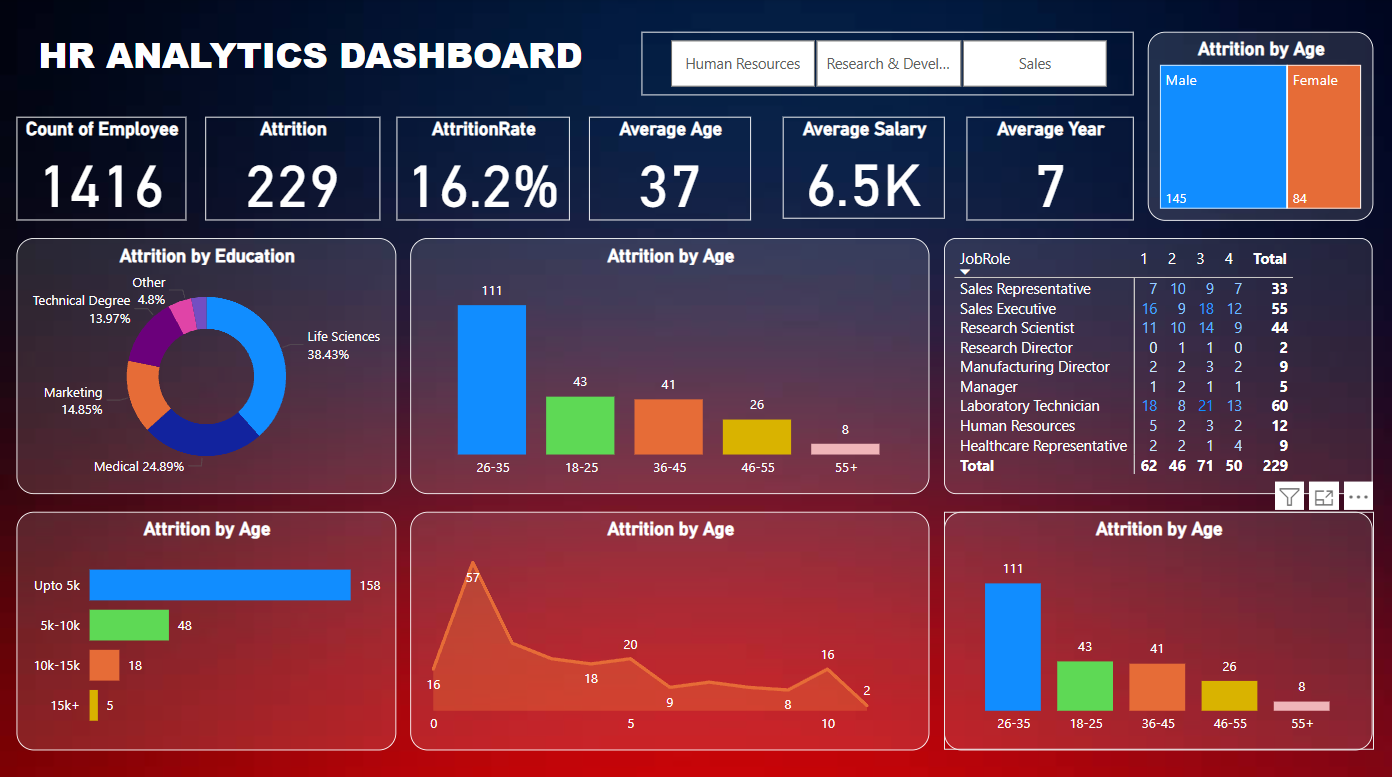 HR ANALYTICS DASHBOARD
Human Resources
Research & Devel...
Sales
Attrition by Age
Male
Female
145
84
Count of Employee
1416
Attrition
229
AttritionRate
16.2%
Average Age
37
Average Salary
6.5K
Average Year
7
Attrition by Education
Other
4.8%
Technical Degree
13.97%
Life Sciences
38.43%
Marketing
14.85%
Medical 24.89%
Attrition by Age
111
43
41
26
8
26-35
18-25
36-45
46-55
55+
JobRole 1 2 3 4 Total
Sales Representative 7 10 9 7 33
Sales Executive 16 9 18 12 55
Research Scientist 11 10 14 9 44
Research Director 0 1 1 0 2
Manufacturing Director 2 2 3 2 9
Manager 1 2 1 1 5
Laboratory Technician 18 8 21 13 60
Human Resources 5 2 3 2 12
Healthcare Representative 2 2 1 4 9
Total 62 46 71 50 229
Attrition by Age
Upto 5k 158
5k-10k 48
10k-15k 18
15k+ 5
Attrition by Age
57
16
18
20
9
8
16
2
0
5
10
Attrition by Age
111
43
41
26
8
26-35
18-25
36-45
46-55
55+